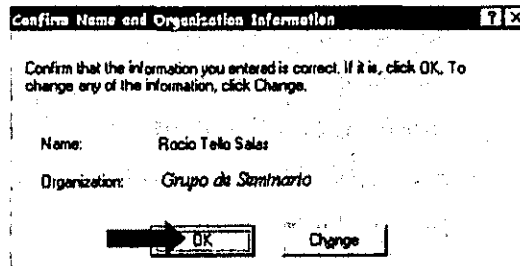 Confirm Name and Organization Information
Confirm that the information you entered is correct. If it is, click OK. To
change any of the information, click Change.
Name: Rocio Tello Salas
Organization: Grupo de Seminario
OK Change